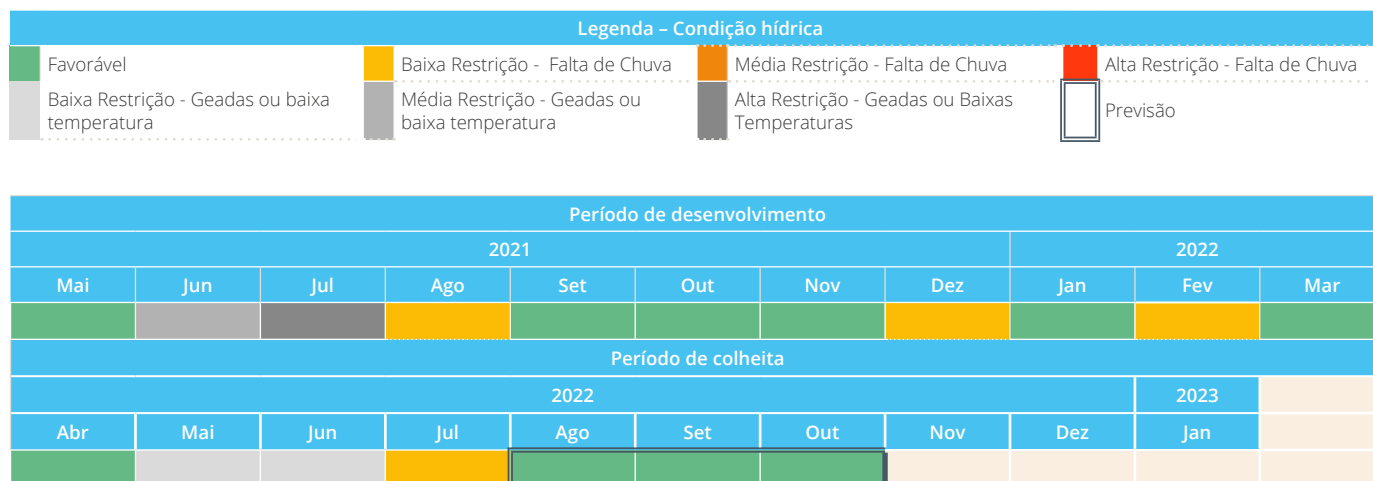 Legenda – Condição hídrica
Favorável
Baixa Restrição - Falta de Chuva
Média Restrição - Falta de Chuva
Alta Restrição - Falta de Chuva
Baixa Restrição - Geadas ou baixa
temperatura
Média Restrição - Geadas ou
baixa temperatura
Alta Restrição - Geadas ou Baixas
Temperaturas
Previsão
Período de desenvolvimento
2021 2022
Mai Jun Jul Ago Set Out Nov Dez Jan Fev Mar
Período de colheita
2022 2023
Abr Mai Jun Jul Ago Set Out Nov Dez Jan